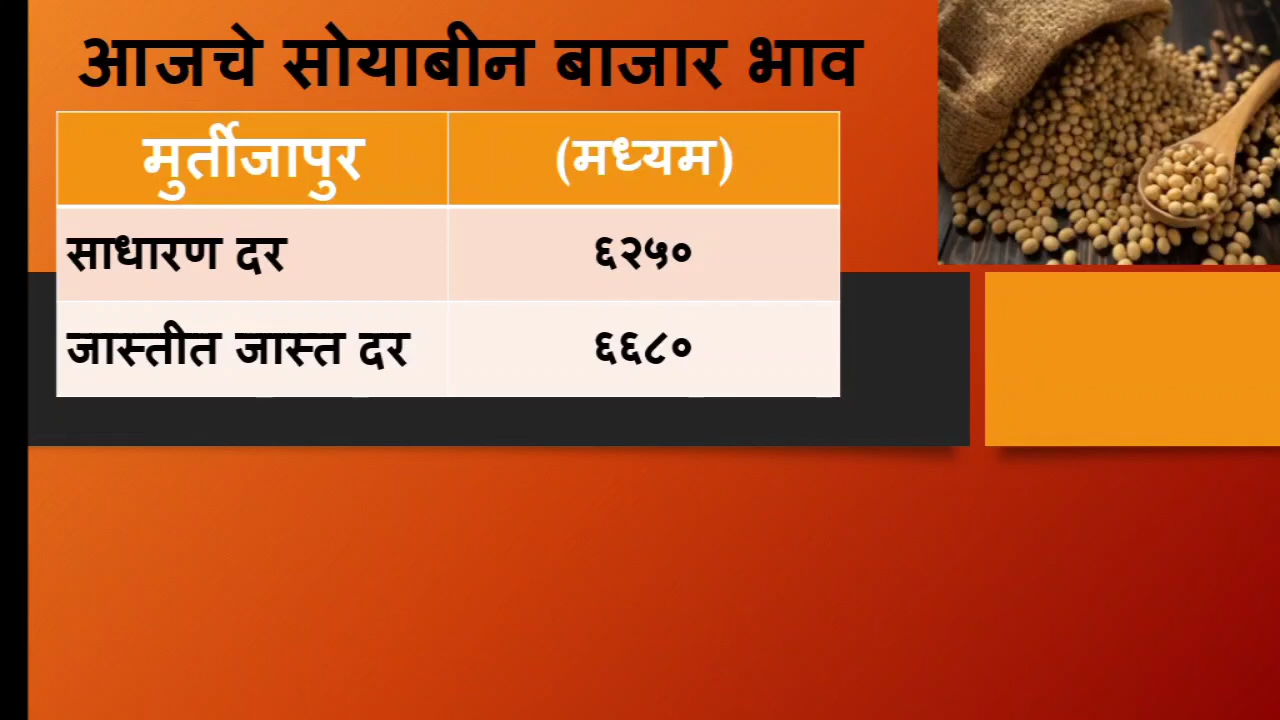 आजचे सोयाबीन बाजार भाव
मुर्तीजापुर (मध्यम)
साधारण दर ६२५०
जास्तीत जास्त दर ६६८०